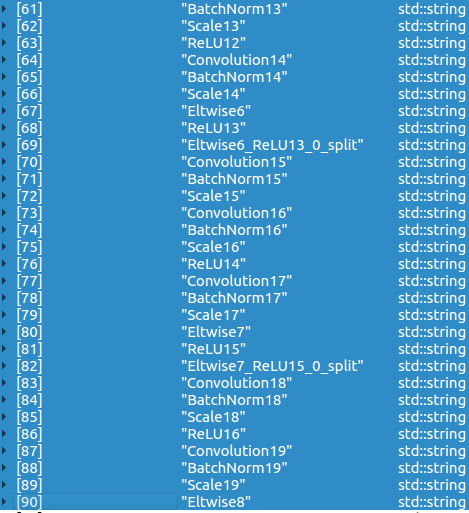 [61] "BatchNorm13" std::string
[62] "Scale13" std::string
[63] "ReLU12" std::string
[64] "Convolution14" std::string
[65] "BatchNorm14" std::string
[66] "Scale14" std::string
[67] "Eltwise6" std::string
[68] "ReLU13" std::string
[69] "Eltwise6_ReLU13_0_split" std::string
[70] "Convolution15" std::string
[71] "BatchNorm15" std::string
[72] "Scale15" std::string
[73] "Convolution16" std::string
[74] "BatchNorm16" std::string
[75] "Scale16" std::string
[76] "ReLU14" std::string
[77] "Convolution17" std::string
[78] "BatchNorm17" std::string
[79] "Scale17" std::string
[80] "Eltwise7" std::string
[81] "ReLU15" std::string
[82] "Eltwise7_ReLU15_0_split" std::string
[83] "Convolution18" std::string
[84] "BatchNorm18" std::string
[85] "Scale18" std::string
[86] "ReLU16" std::string
[87] "Convolution19" std::string
[88] "BatchNorm19" std::string
[89] "Scale19" std::string
[90] "Eltwise8" std::string